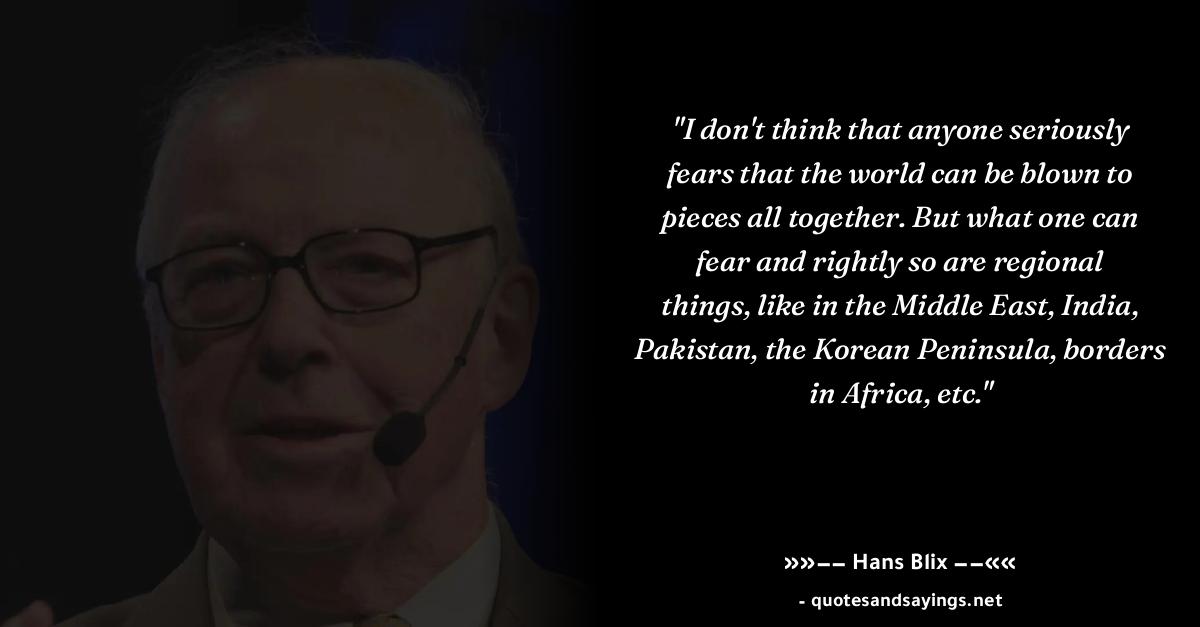 "I don't think that anyone seriously
fears that the world can be blown to
pieces all together. But what one can
fear and rightly so are regional
things, like in the Middle East, India,
Pakistan, the Korean Peninsula, borders
in Africa, etc."
»»−− Hans Blix −−««
- quotesandsayings.net